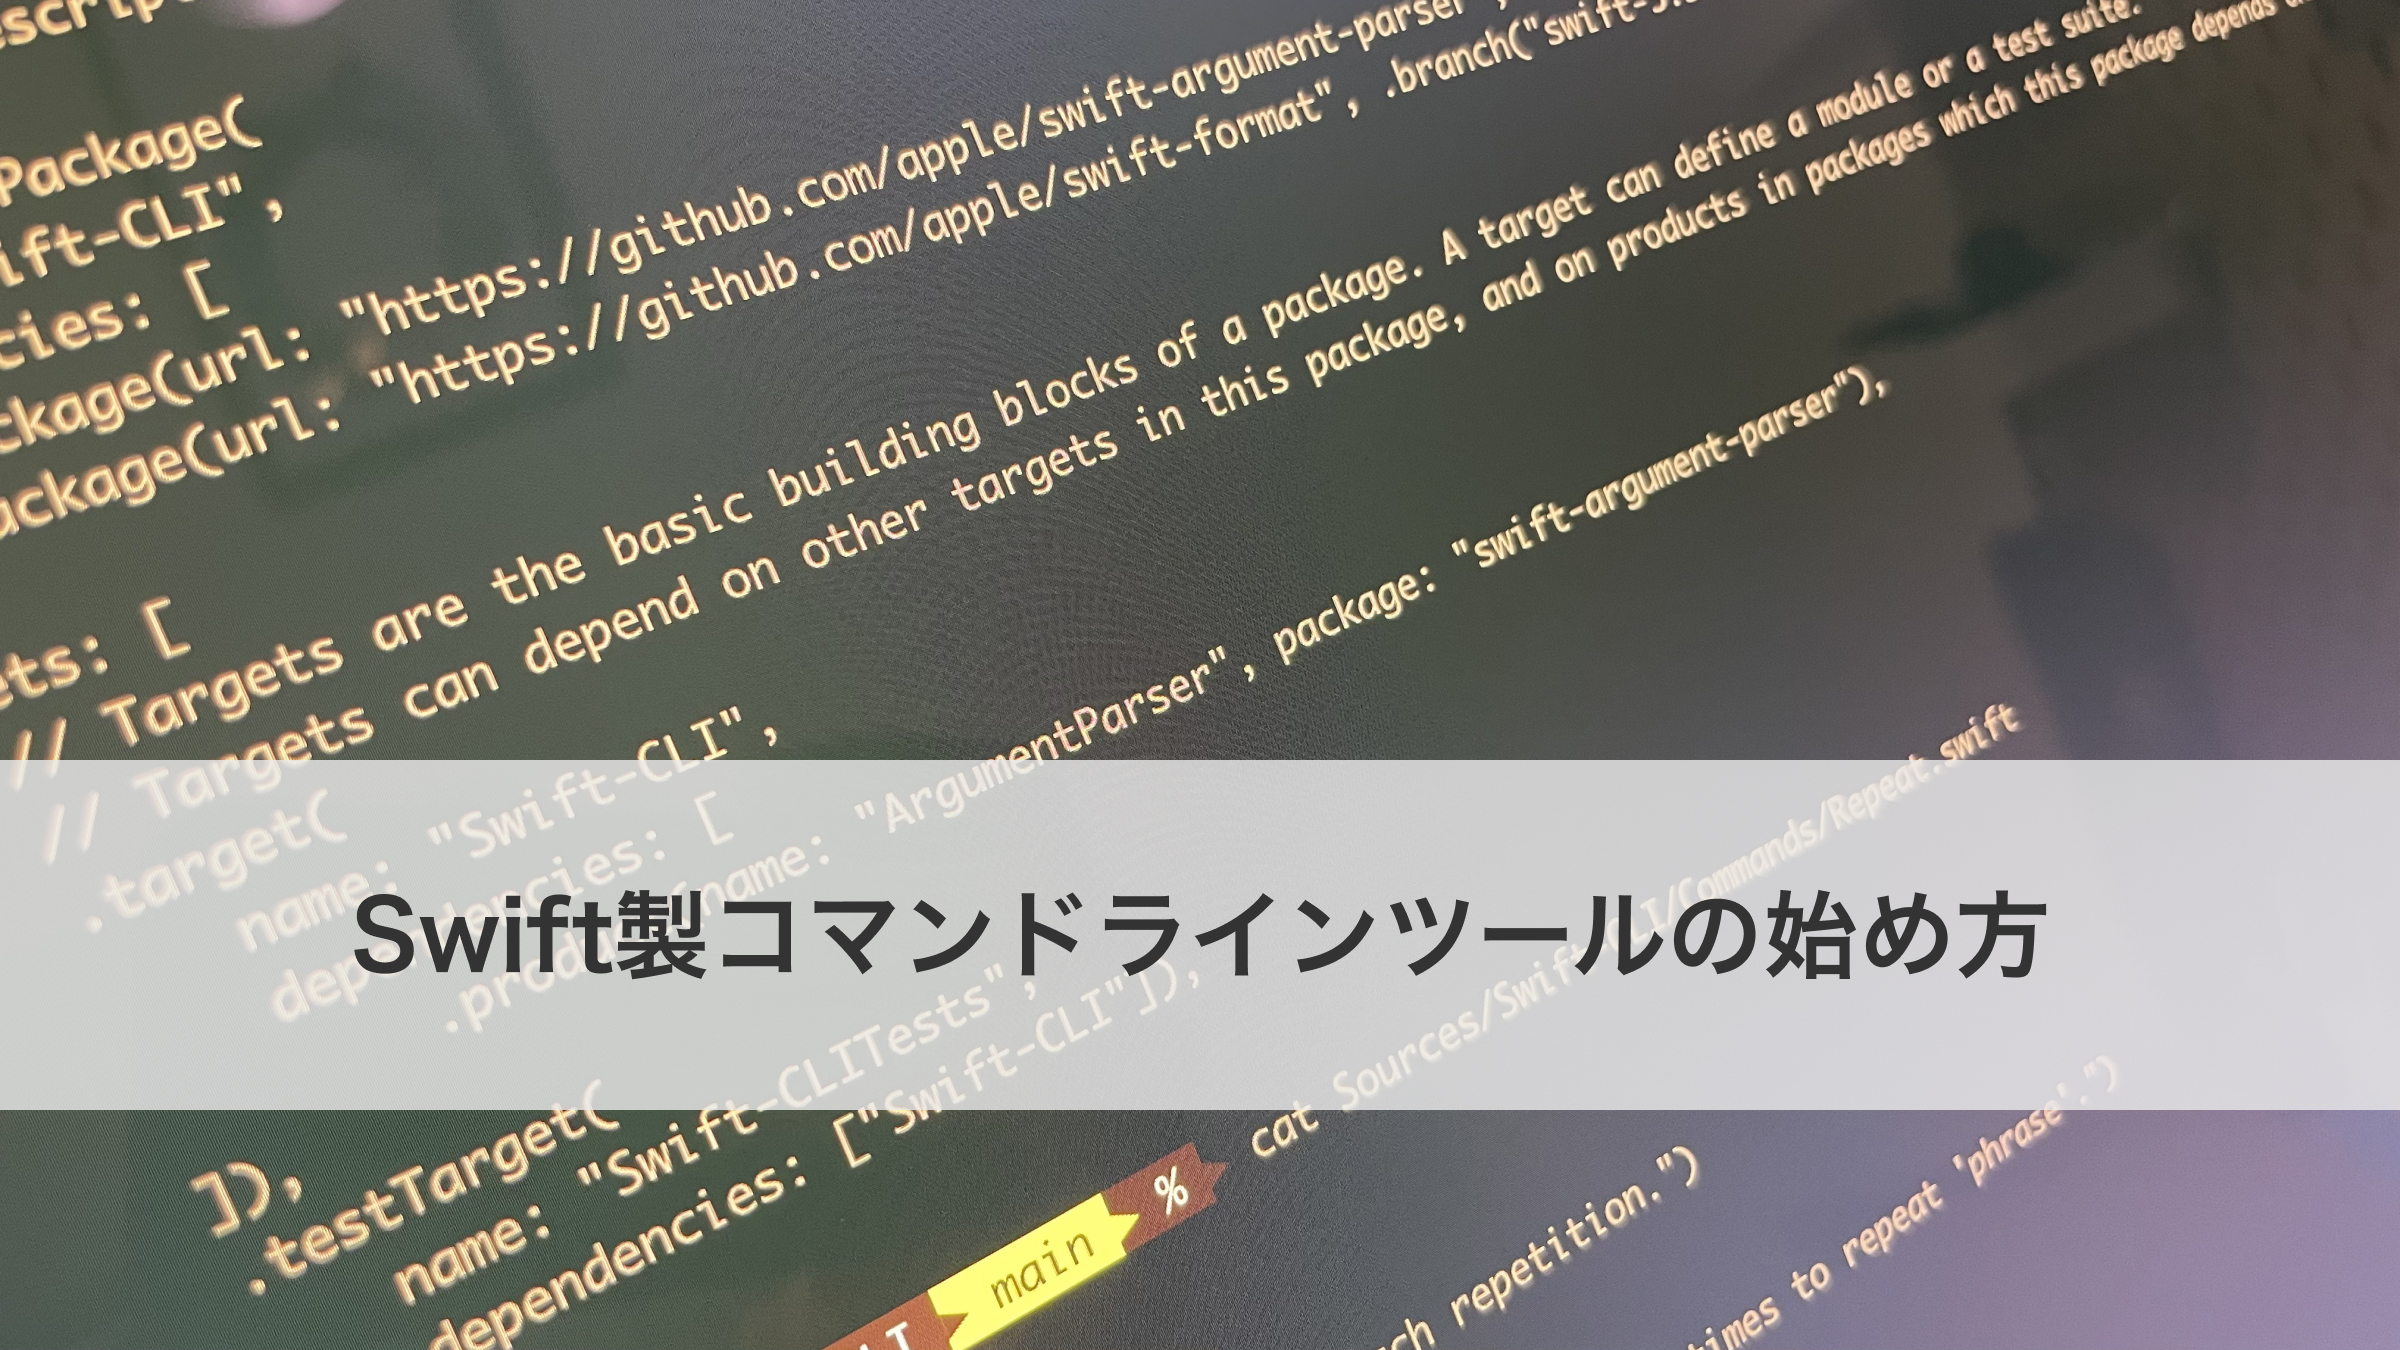 Package(
ift-CLI",
cies: [
ckage(url: "https://github.com/apple/swift-argument-parser",
ackage(url: "https://github.com/apple/swift-format", .branch("swift-5.
ets: [
// Targets are the basic building blocks of a package. A target can define a module or a test suite.
// Targets can depend on other targets in this package, and on products in packages which this package depends
.target(
name: "Swift-CLI",
dependencies: [
.product(name: "ArgumentParser", package: "swift-argument-parser"),
]),
.testTarget(
name: "Swift-CLITests",
dependencies: ["Swift-CLI"]),
main % cat Sources/Swift-CLI/Commands/Repeat.swift
ch repetition.")
times to repeat 'phrase'.")
Swift製コマンドラインツールの始め方